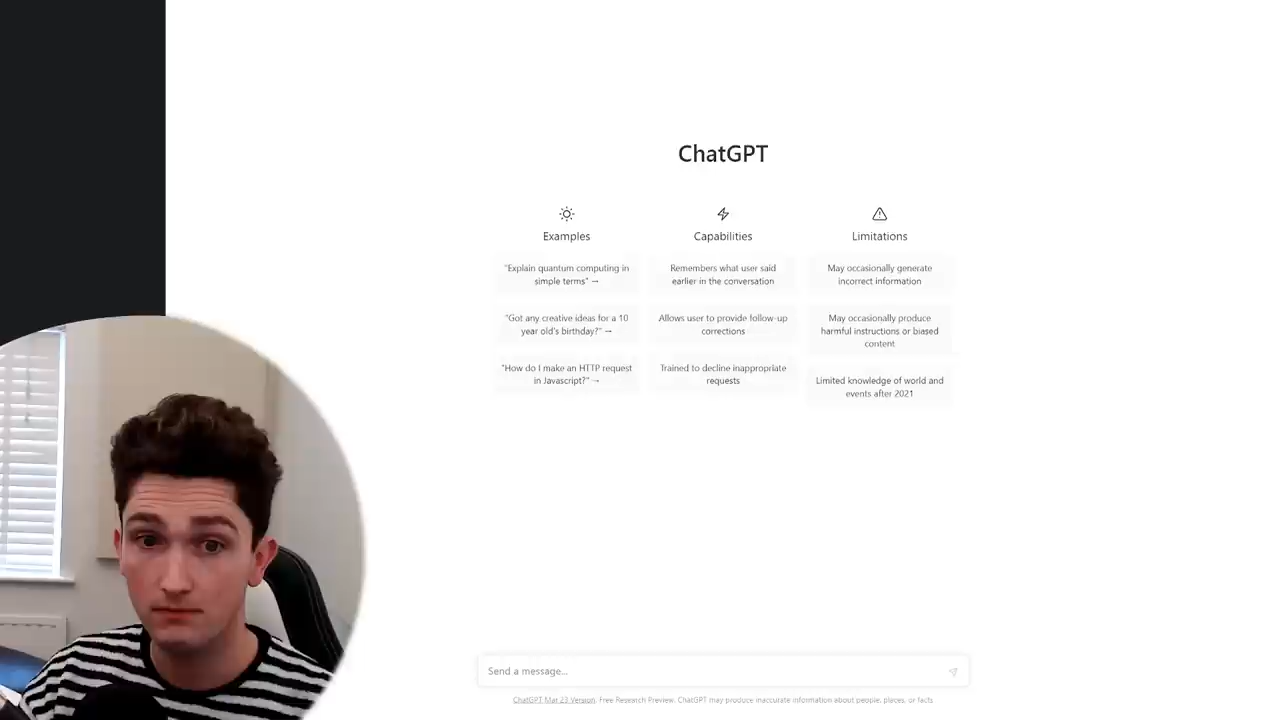 ChatGPT
Examples
"Explain quantum computing in
simple terms" →
"Got any creative ideas for a 10
year old's birthday?" →
"How do I make an HTTP request
in Javascript?" →
Capabilities
Remembers what user said
earlier in the conversation
Allows user to provide follow-up
corrections
Trained to decline inappropriate
requests
Limitations
May occasionally generate
incorrect information
May occasionally produce
harmful instructions or biased
content
Limited knowledge of world and
events after 2021
Send a message...
ChatGPT Mar 23 Version. Free Research Preview. ChatGPT may produce inaccurate information about people, places, or facts